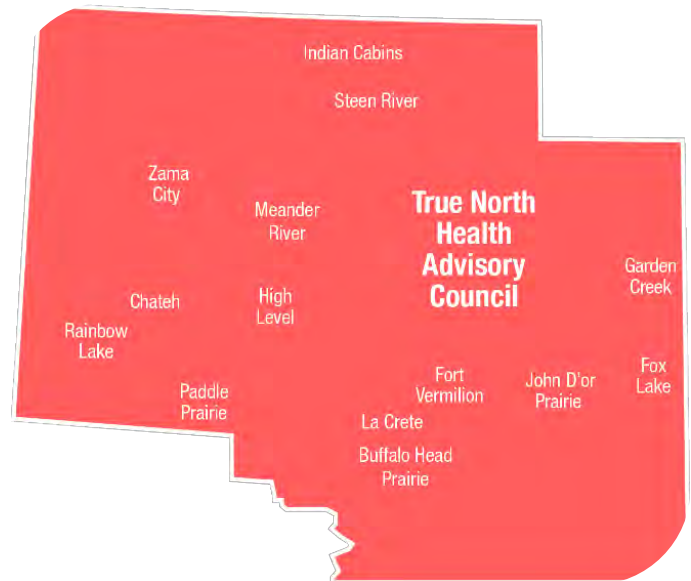 Indian Cabins
Steen River
Zama
City
Meander
River
True North
Health
Advisory
Council
Garden
Creek
Chateh
High
Level
Rainbow
Lake
Paddle
Prairie
Fort
Vermilion
John D'or
Prairie
Fox
Lake
La Crete
Buffalo Head
Prairie